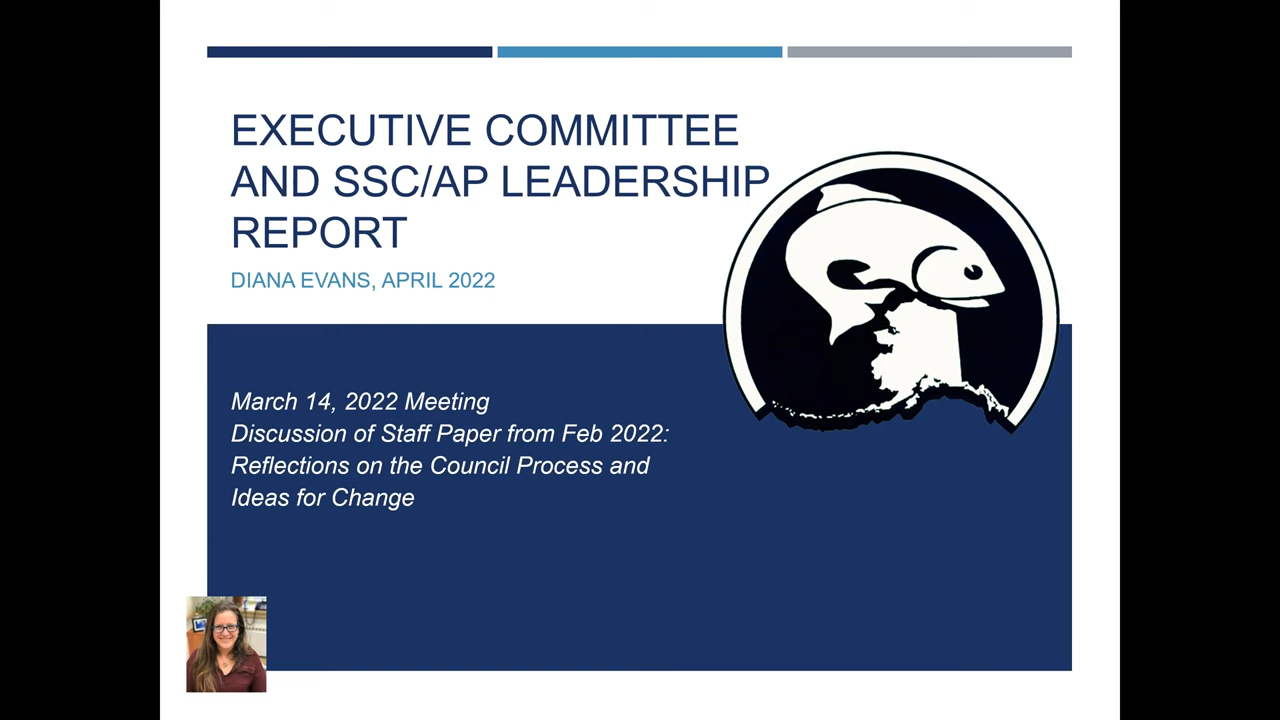 EXECUTIVE COMMITTEE
AND SSC/AP LEADERSHIP
REPORT
DIANA EVANS, APRIL 2022
March 14, 2022 Meeting
Discussion of Staff Paper from Feb 2022:
Reflections on the Council Process and
Ideas for Change